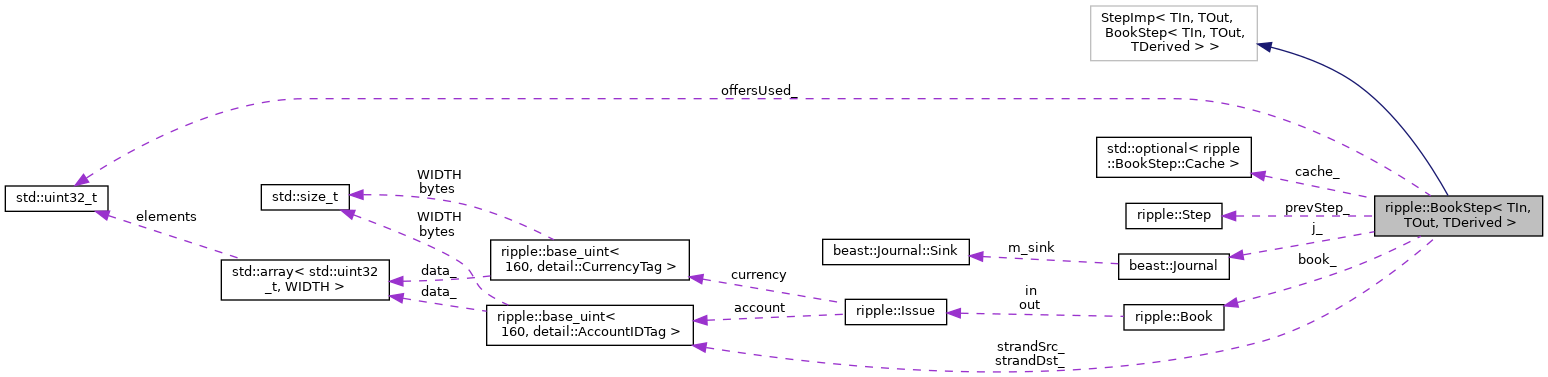 StepImp< TIn, TOut,
BookStep< TIn, TOut,
TDerived > >
offersUsed_
std::optional< ripple
::BookStep::Cache >
cache_
WIDTH
bytes
std::uint32_t
std::size_t
ripple::Step
prevStep_
ripple::BookStep< TIn,
TOut, TDerived >
elements
WIDTH
bytes
j_
ripple::base_uint<
160, detail::CurrencyTag >
beast::Journal::Sink
m_sink
beast::Journal
book_
std::array< std::uint32
_t, WIDTH >
data_
data_
currency
in
out
ripple::base_uint<
160, detail::AccountIDTag >
account
ripple::Issue
ripple::Book
strandSrc_
strandDst_